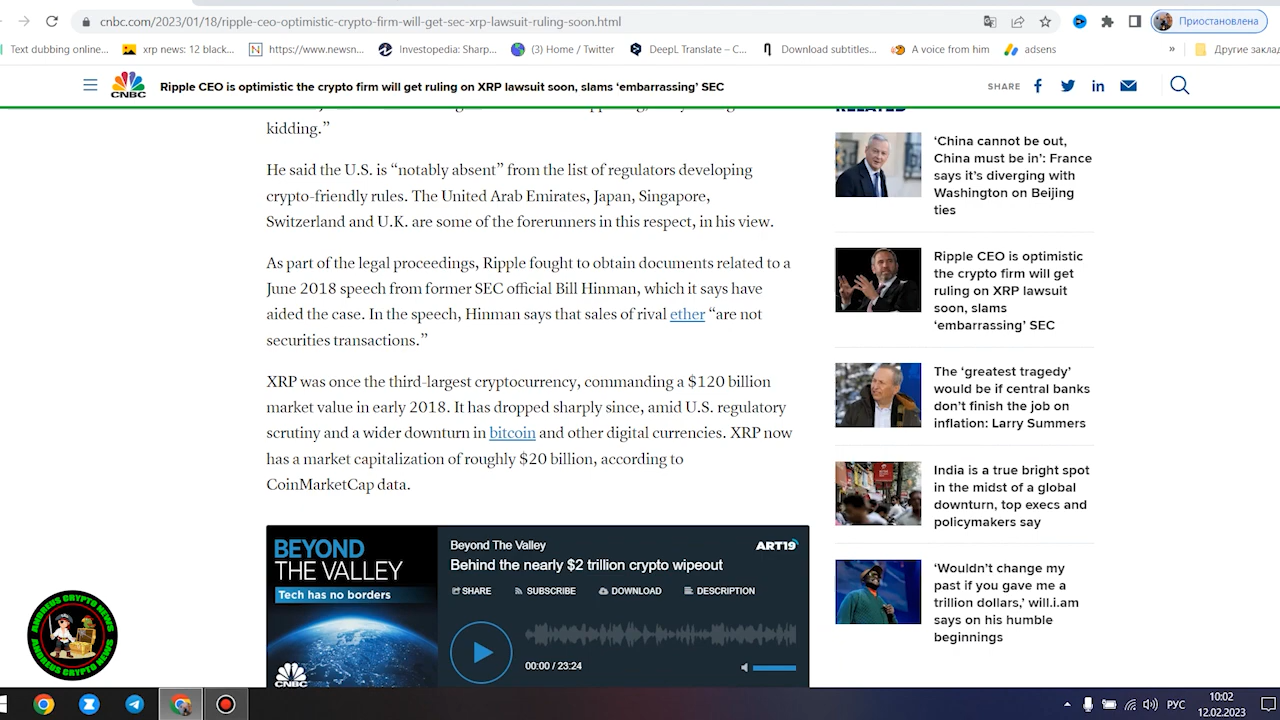 cnbc.com/2023/01/18/ripple-ceo-optimistic-crypto-firm-will-get-sec-xrp-lawsuit-ruling-soon.html
Приостановлена
Text dubbing online...
xrp news: 12 black...
https://www.newsn...
Investopedia: Sharp...
(3) Home / Twitter
DeepL Translate – C...
Download subtitles...
A voice from him
adsens
»
Другие заклад
CNBC
Ripple CEO is optimistic the crypto firm will get ruling on XRP lawsuit soon, slams ‘embarrassing’ SEC
SHARE
kidding.”
He said the U.S. is “notably absent” from the list of regulators developing
crypto-friendly rules. The United Arab Emirates, Japan, Singapore,
Switzerland and U.K. are some of the forerunners in this respect, in his view.
As part of the legal proceedings, Ripple fought to obtain documents related to a
June 2018 speech from former SEC official Bill Hinman, which it says have
aided the case. In the speech, Hinman says that sales of rival ether “are not
securities transactions.”
XRP was once the third-largest cryptocurrency, commanding a $120 billion
market value in early 2018. It has dropped sharply since, amid U.S. regulatory
scrutiny and a wider downturn in bitcoin and other digital currencies. XRP now
has a market capitalization of roughly $20 billion, according to
CoinMarketCap data.
BEYOND
THE VALLEY
Tech has no borders
CNBC
Beyond The Valley
ART19
Behind the nearly $2 trillion crypto wipeout
SHARE
SUBSCRIBE
DOWNLOAD
DESCRIPTION
00:00 / 23:24
RELATED
‘China cannot be out,
China must be in’: France
says it’s diverging with
Washington on Beijing
ties
Ripple CEO is optimistic
the crypto firm will get
ruling on XRP lawsuit
soon, slams
‘embarrassing’ SEC
The ‘greatest tragedy’
would be if central banks
don’t finish the job on
inflation: Larry Summers
India is a true bright spot
in the midst of a global
downturn, top execs and
policymakers say
‘Wouldn’t change my
past if you gave me a
trillion dollars,’ will.i.am
says on his humble
beginnings
ANDREUS CRYPTO NEWS
ANDREUS CRYPTO NEWS
РУС
10:02
12.02.2023